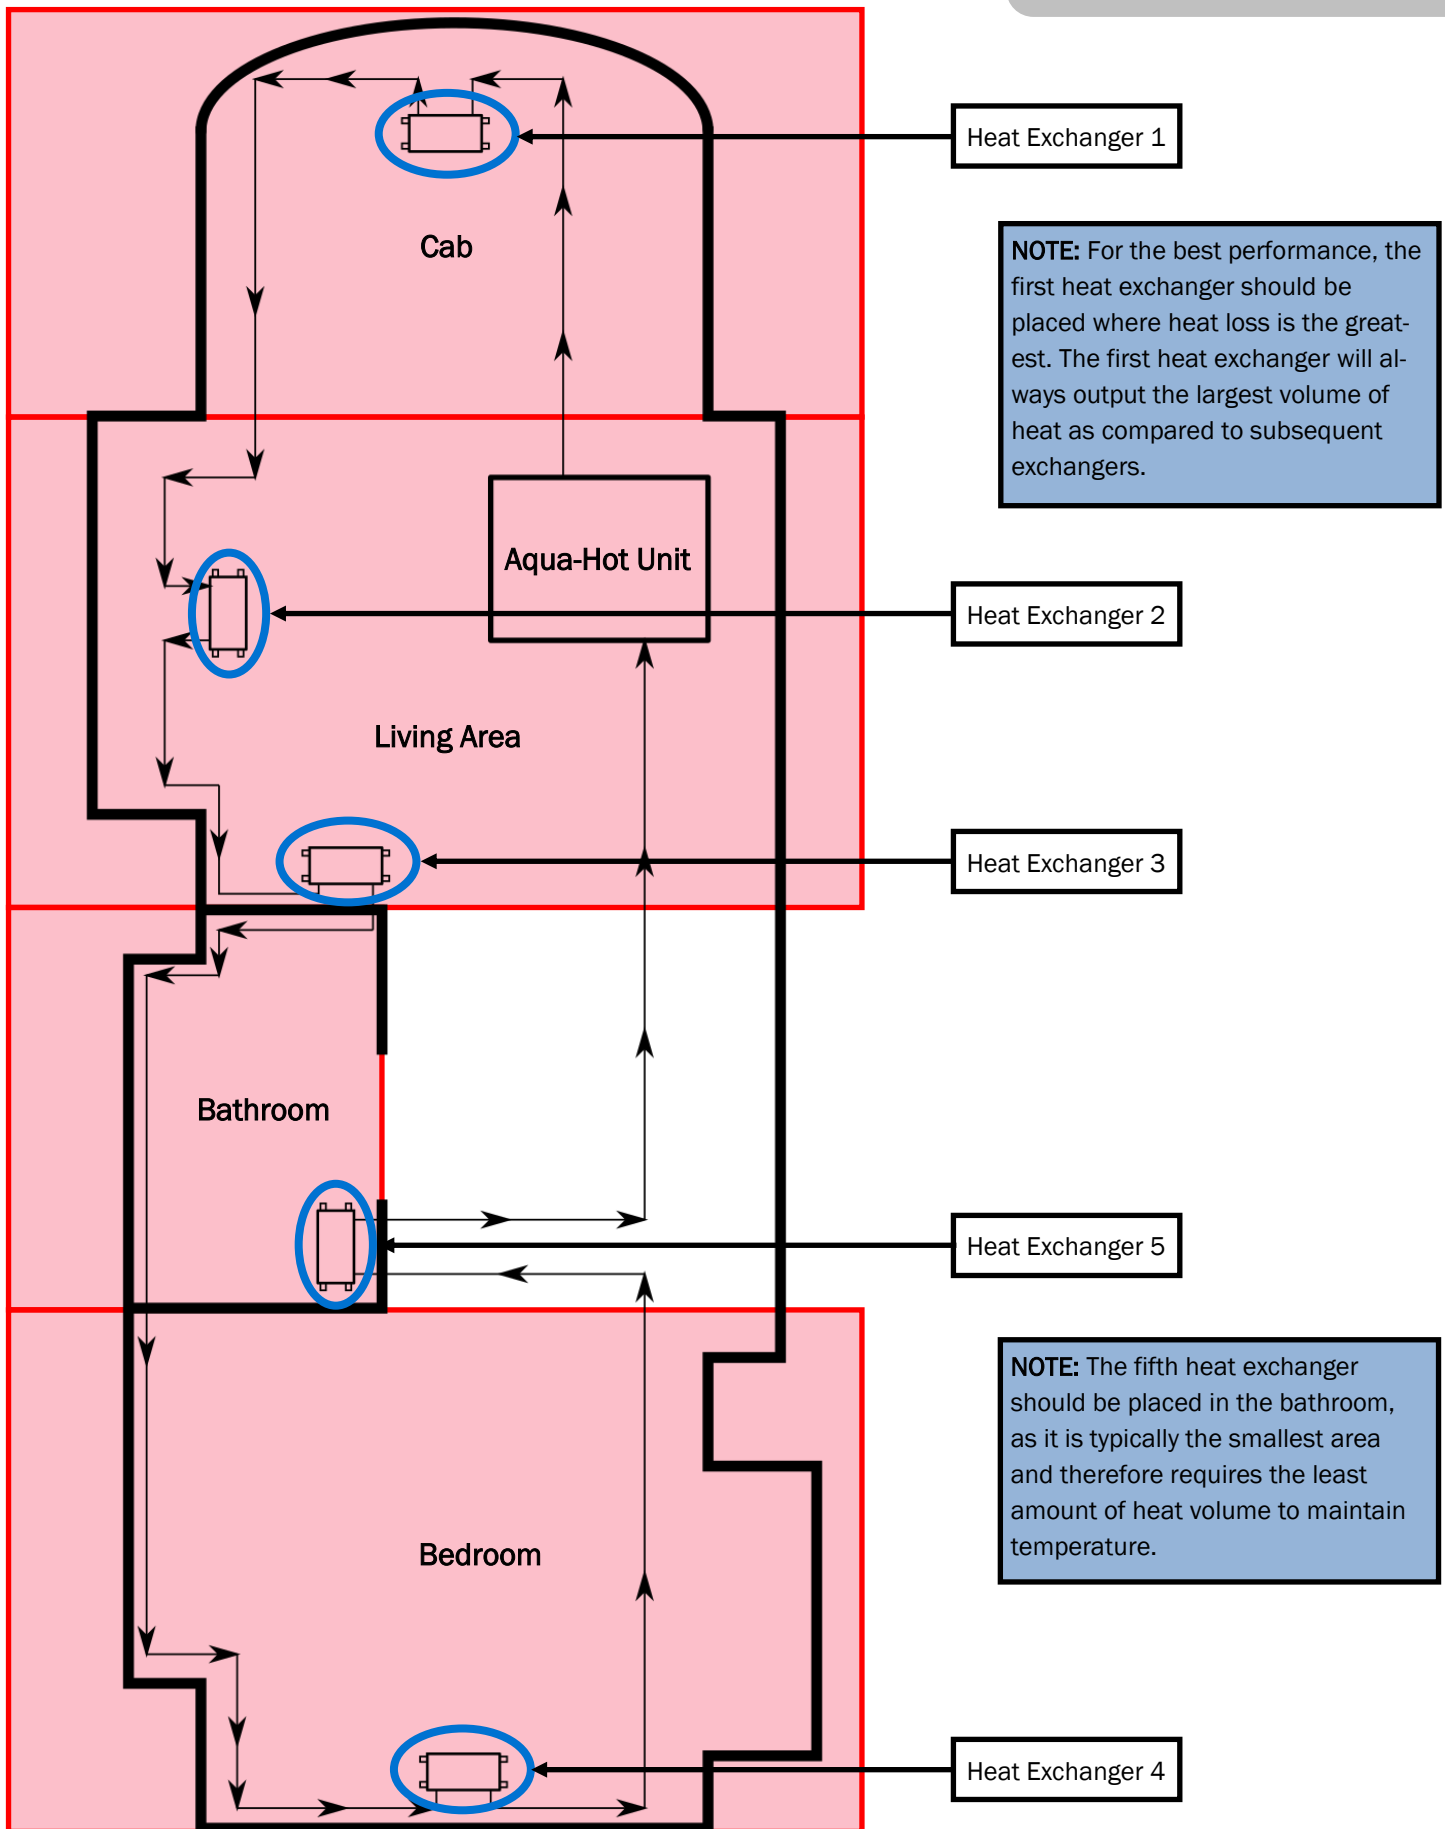 Heat Exchanger 1
Cab
NOTE: For the best performance, the
first heat exchanger should be
placed where heat loss is the great-
est. The first heat exchanger will al-
ways output the largest volume of
heat as compared to subsequent
exchangers.
Aqua-Hot Unit
Heat Exchanger 2
Living Area
Heat Exchanger 3
Bathroom
Heat Exchanger 5
NOTE: The fifth heat exchanger
should be placed in the bathroom,
as it is typically the smallest area
and therefore requires the least
amount of heat volume to maintain
temperature.
Bedroom
Heat Exchanger 4